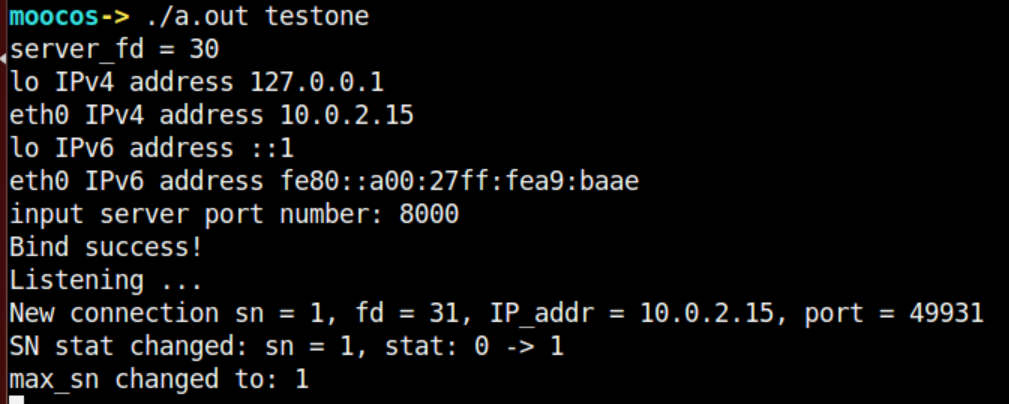 moocos-> ./a.out testone
server_fd = 30
lo IPv4 address 127.0.0.1
eth0 IPv4 address 10.0.2.15
lo IPv6 address ::1
eth0 IPv6 address fe80::a00:27ff:fea9:baae
input server port number: 8000
Bind success!
Listening ...
New connection sn = 1, fd = 31, IP_addr = 10.0.2.15, port = 49931
SN stat changed: sn = 1, stat: 0 -> 1
max_sn changed to: 1